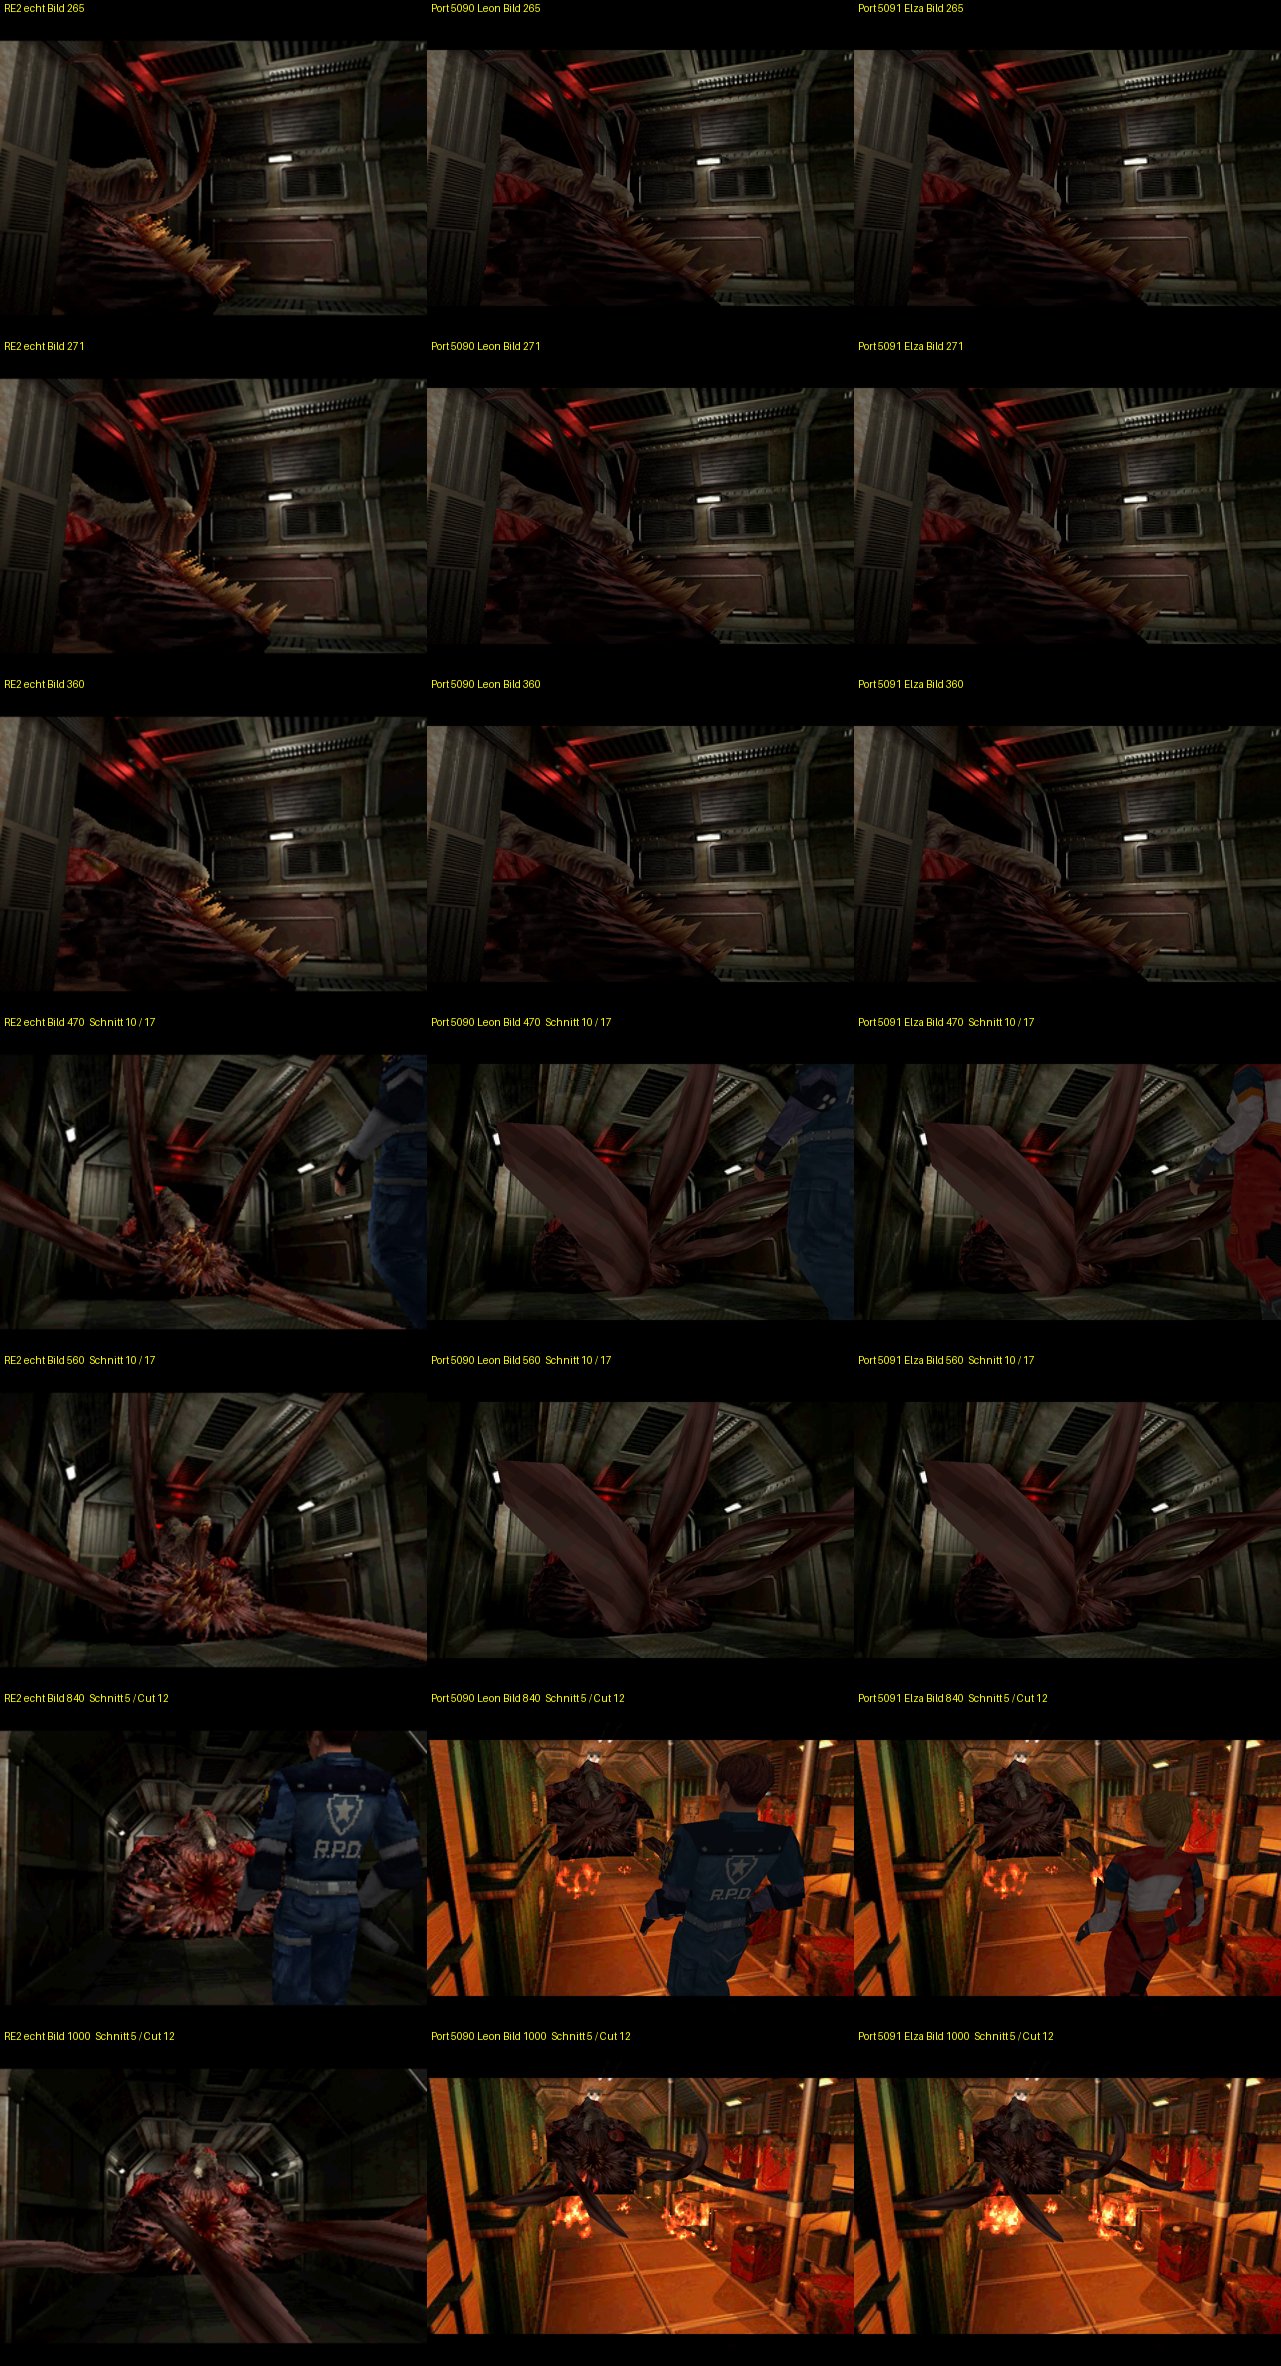 RE2 echt Bild 265
Port 5090 Leon Bild 265
Port 5091 Elza Bild 265
RE2 echt Bild 271
Port 5090 Leon Bild 271
Port 5091 Elza Bild 271
RE2 echt Bild 360
Port 5090 Leon Bild 360
Port 5091 Elza Bild 360
RE2 echt Bild 470 Schnitt 10 / 17
Port 5090 Leon Bild 470 Schnitt 10 / 17
Port 5091 Elza Bild 470 Schnitt 10 / 17
RE2 echt Bild 560 Schnitt 10 / 17
Port 5090 Leon Bild 560 Schnitt 10 / 17
Port 5091 Elza Bild 560 Schnitt 10 / 17
RE2 echt Bild 840 Schnitt 5 / Cut 12
Port 5090 Leon Bild 840 Schnitt 5 / Cut 12
Port 5091 Elza Bild 840 Schnitt 5 / Cut 12
R.P.D.
R.P.D.
RE2 echt Bild 1000 Schnitt 5 / Cut 12
Port 5090 Leon Bild 1000 Schnitt 5 / Cut 12
Port 5091 Elza Bild 1000 Schnitt 5 / Cut 12